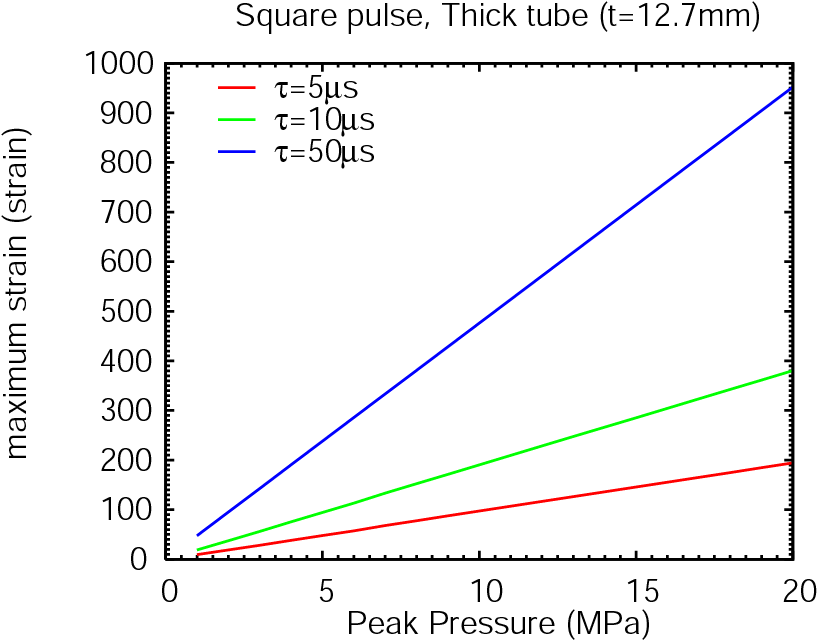 Square pulse, Thick tube (t=12.7mm)
1000
900
800
700
600
500
400
300
200
100
0
maximum strain (strain)
τ=5μs
τ=10μs
τ=50μs
0 5 10 15 20
Peak Pressure (MPa)